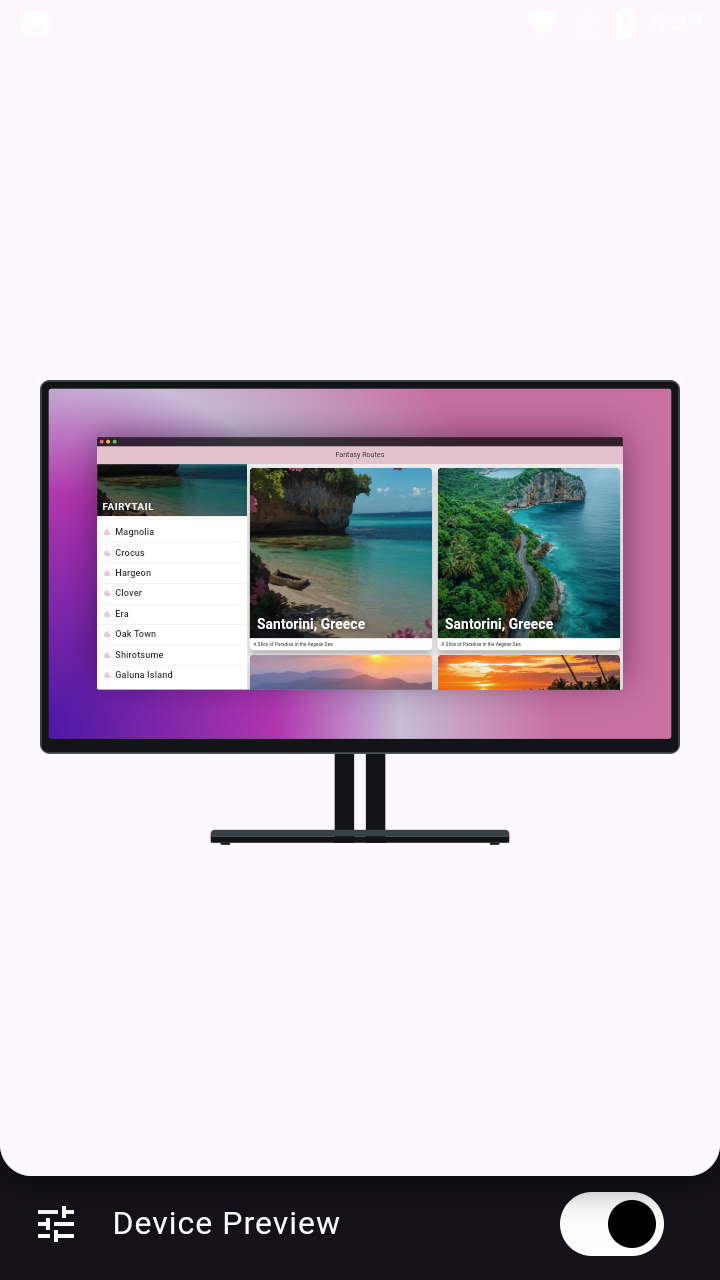 5:47
Fantasy Routes
FAIRYTAIL
Magnolia
Crocus
Hargeon
Clover
Era
Oak Town
Shirotsume
Galuna Island
Santorini, Greece
A Slice of Paradise in the Aegean Sea
Santorini, Greece
A Slice of Paradise in the Aegean Sea
Device Preview